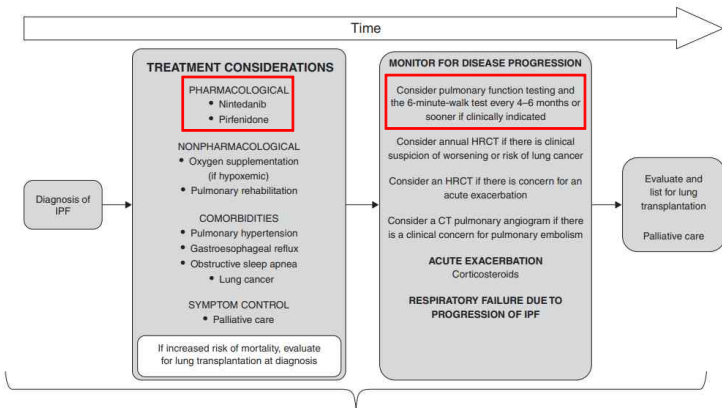 Time
Diagnosis of
IPF
TREATMENT CONSIDERATIONS
PHARMACOLOGICAL
• Nintedanib
• Pirfenidone
NONPHARMACOLOGICAL
• Oxygen supplementation
(if hypoxemic)
• Pulmonary rehabilitation
COMORBIDITIES
• Pulmonary hypertension
• Gastroesophageal reflux
• Obstructive sleep apnea
• Lung cancer
SYMPTOM CONTROL
• Palliative care
If increased risk of mortality, evaluate
for lung transplantation at diagnosis
MONITOR FOR DISEASE PROGRESSION
Consider pulmonary function testing and
the 6-minute-walk test every 4–6 months or
sooner if clinically indicated
Consider annual HRCT if there is clinical
suspicion of worsening or risk of lung cancer
Consider an HRCT if there is concern for an
acute exacerbation
Consider a CT pulmonary angiogram if there
is a clinical concern for pulmonary embolism
ACUTE EXACERBATION
Corticosteroids
RESPIRATORY FAILURE DUE TO
PROGRESSION OF IPF
Evaluate and
list for lung
transplantation
Palliative care